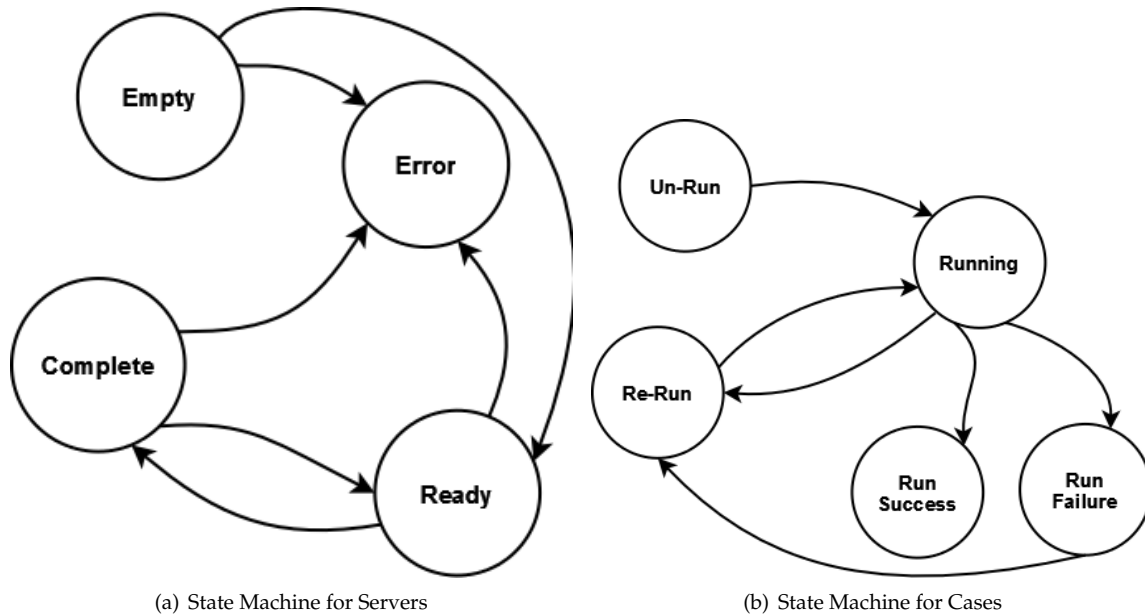 Empty
Error
Complete
Ready
(a) State Machine for Servers
Un-Run
Running
Re-Run
Run
Success
Run
Failure
(b) State Machine for Cases